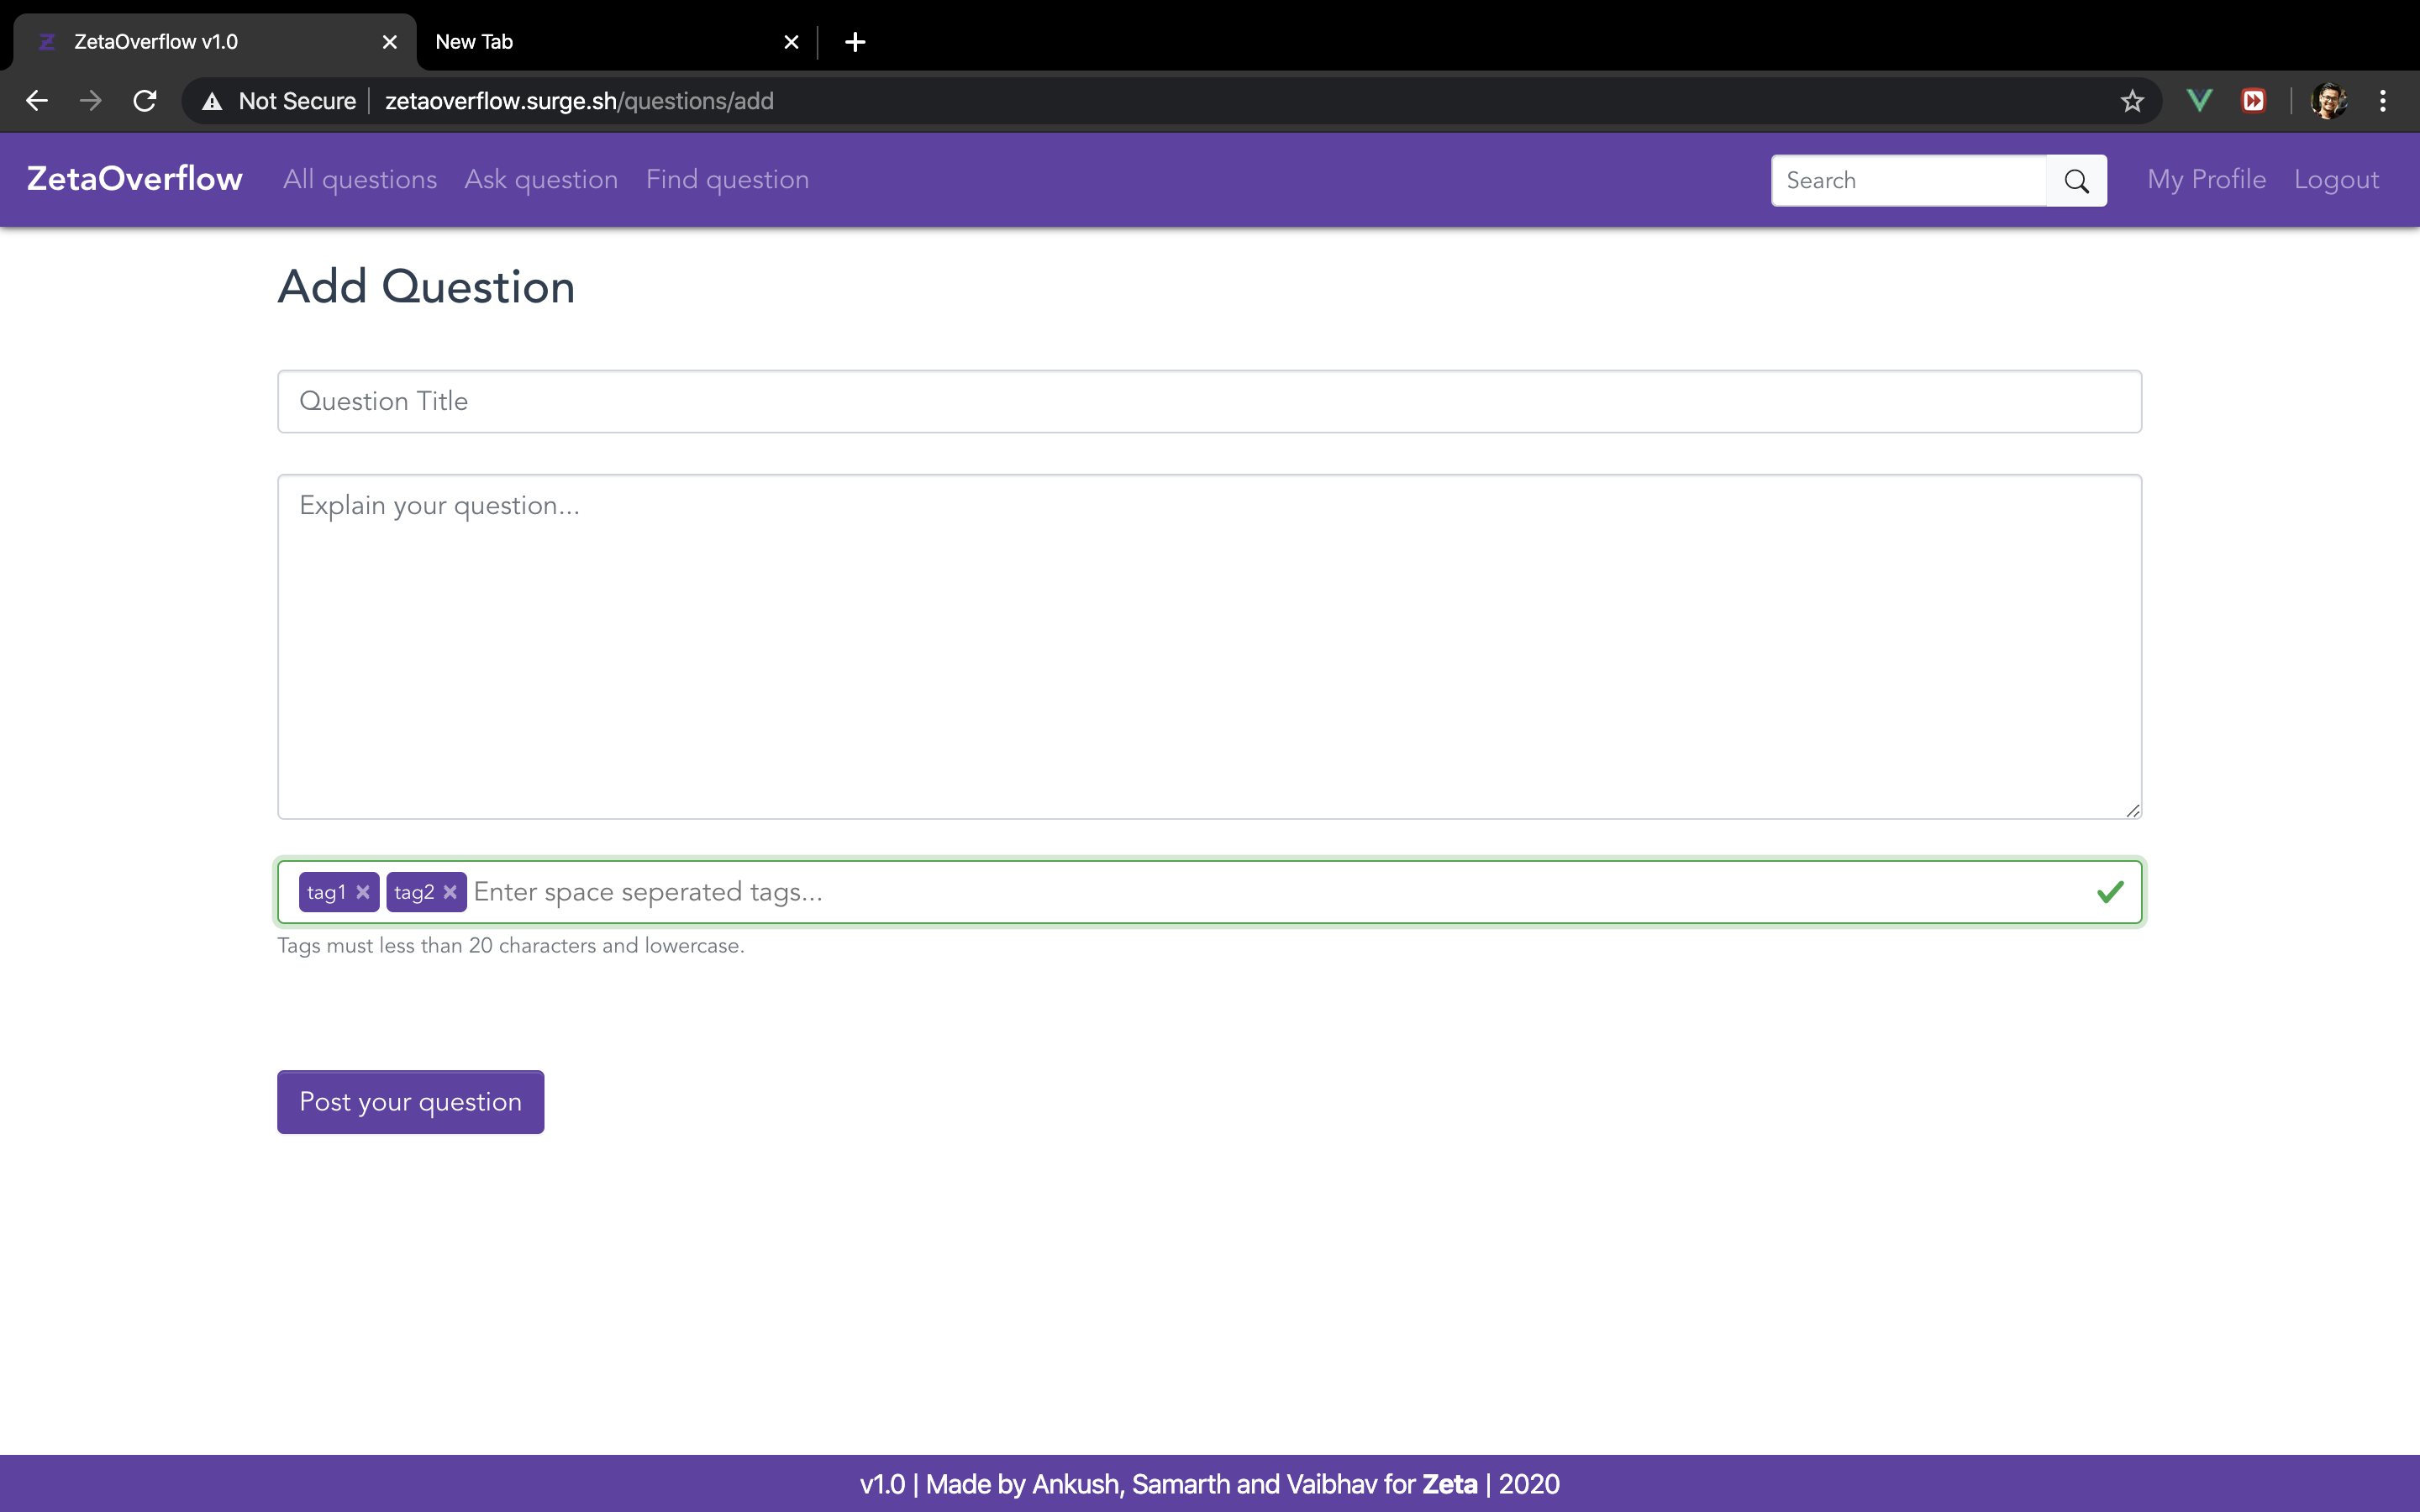 ZetaOverflow v1.0
New Tab
Not Secure zetaoverflow.surge.sh/questions/add
ZetaOverflow All questions Ask question Find question Search My Profile Logout
Add Question
Question Title
Explain your question...
tag1 tag2 Enter space seperated tags...
Tags must less than 20 characters and lowercase.
Post your question
v1.0 | Made by Ankush, Samarth and Vaibhav for Zeta | 2020